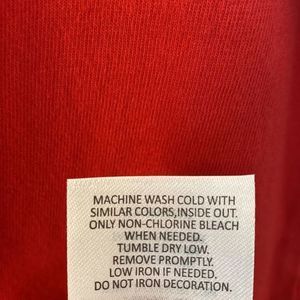 MACHINE WASH COLD WITH
SIMILAR COLORS,INSIDE OUT.
ONLY NON-CHLORINE BLEACH
WHEN NEEDED.
TUMBLE DRY LOW.
REMOVE PROMPTLY.
LOW IRON IF NEEDED.
DO NOT IRON DECORATION.